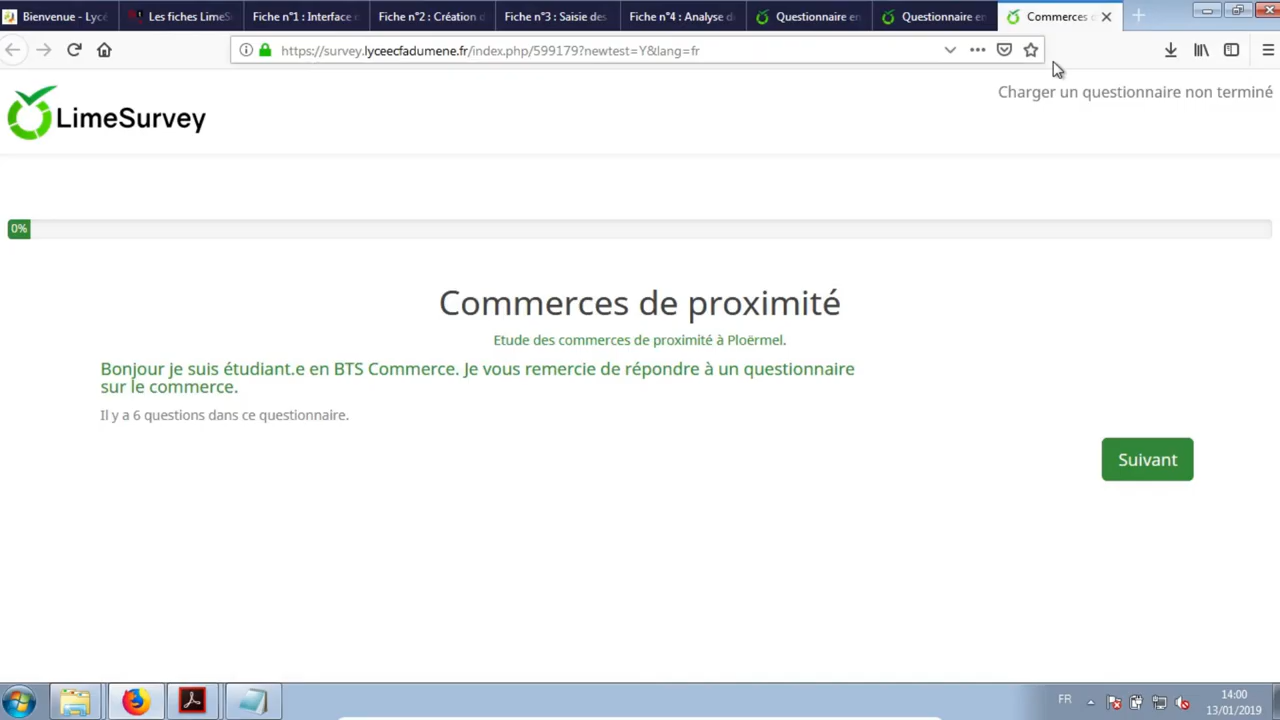 Bienvenue - Lycé
Les fiches LimeSu
Fiche n°1 : Interface
Fiche n°2 : Création d
Fiche n°3 : Saisie des
Fiche n°4 : Analyse d
Questionnaire en
Questionnaire en
Commerces d
https://survey.lyceecfadumene.fr/index.php/599179?newtest=Y&lang=fr
Charger un questionnaire non terminé
LimeSurvey
0%
Commerces de proximité
Etude des commerces de proximité à Ploërmel.
Bonjour je suis étudiant.e en BTS Commerce. Je vous remercie de répondre à un questionnaire
sur le commerce.
Il y a 6 questions dans ce questionnaire.
Suivant
FR
14:00
13/01/2019